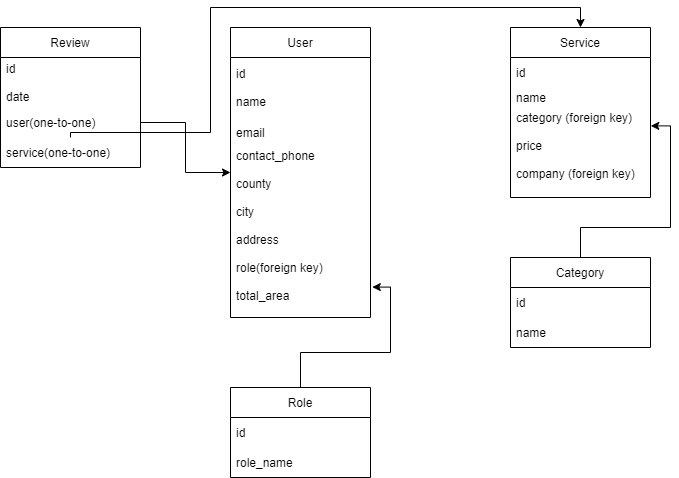 Review
id
date
user(one-to-one)
service(one-to-one)
User
id
name
email
contact_phone
county
city
address
role(foreign key)
total_area
Service
id
name
category (foreign key)
price
company (foreign key)
Category
id
name
Role
id
role_name